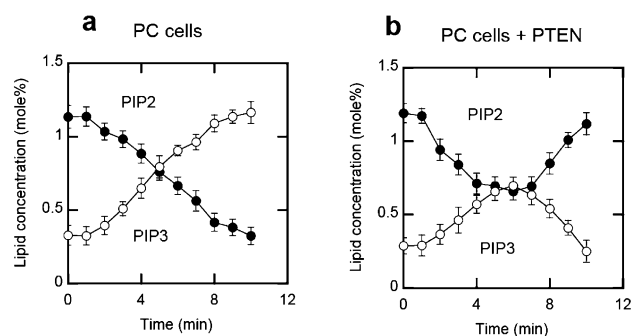 a
PC cells
Lipid concentration (mole%)
1.5
1
0.5
0
PIP2
PIP3
0 4 8 12
Time (min)
b
PC cells + PTEN
Lipid concentration (mole%)
1.5
1
0.5
0
PIP2
PIP3
0 4 8 12
Time (min)